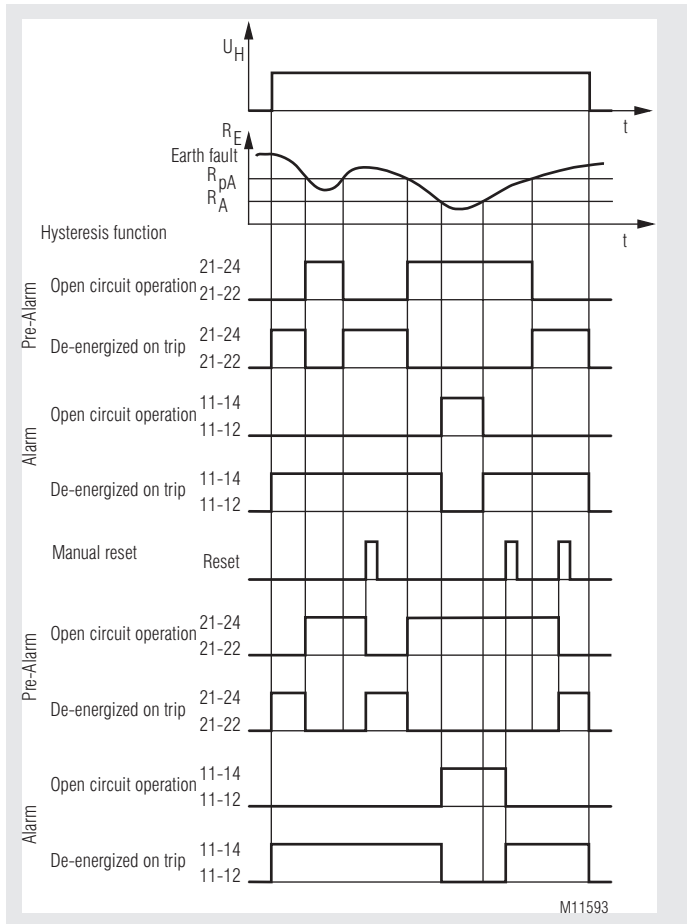 U_H
t
R_E
Earth fault
R_pA
R_A
t
Hysteresis function
Pre-Alarm
Open circuit operation 21-24
21-22
De-energized on trip 21-24
21-22
Alarm
Open circuit operation 11-14
11-12
De-energized on trip 11-14
11-12
Manual reset Reset
Pre-Alarm
Open circuit operation 21-24
21-22
De-energized on trip 21-24
21-22
Alarm
Open circuit operation 11-14
11-12
De-energized on trip 11-14
11-12
M11593